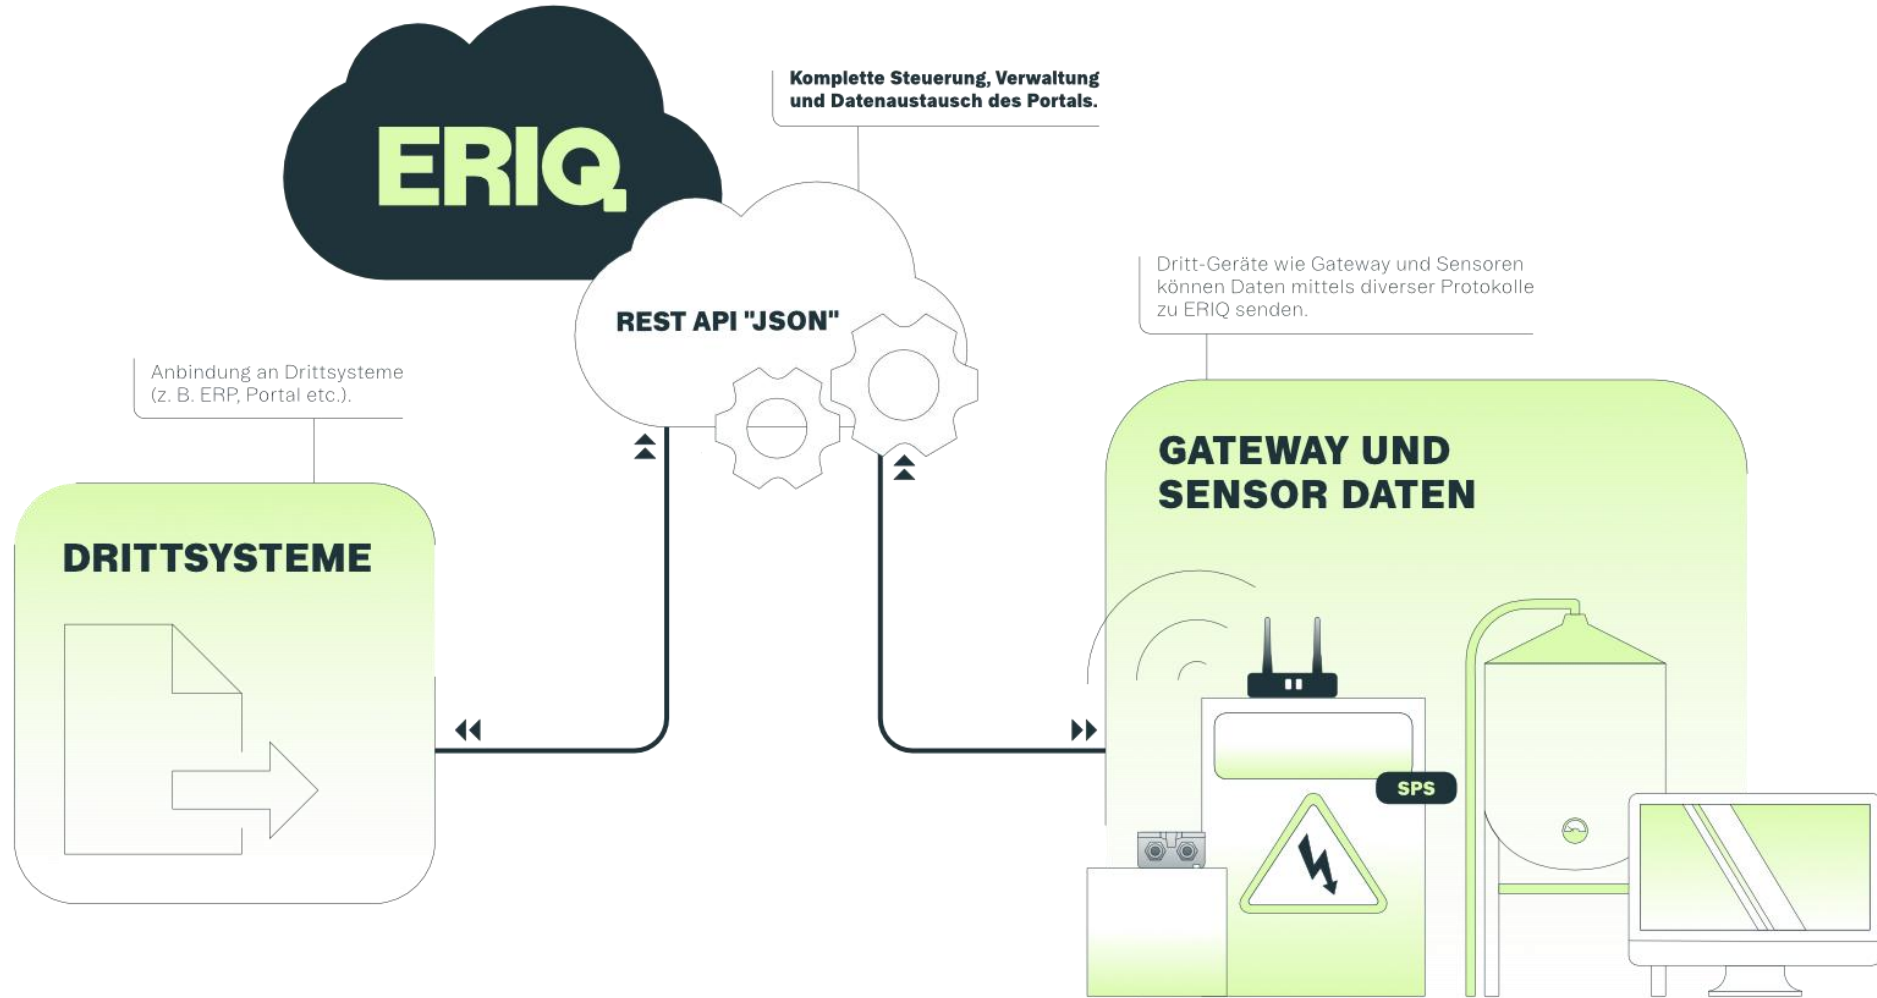 ERIQ
Komplette Steuerung, Verwaltung
und Datenaustausch des Portals.
REST API "JSON"
Dritt-Geräte wie Gateway und Sensoren
können Daten mittels diverser Protokolle
zu ERIQ senden.
Anbindung an Drittsysteme
(z. B. ERP, Portal etc.).
GATEWAY UND
SENSOR DATEN
DRITTSYSTEME
SPS